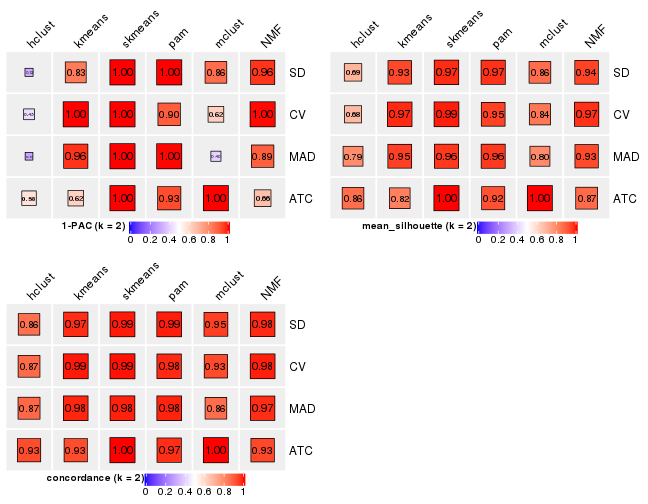 hclust kmeans skmeans pam mclust NMF
0.83 1.00 1.00 0.86 0.96 SD
1.00 1.00 0.90 0.62 1.00 CV
0.96 1.00 1.00 0.89 MAD
0.58 0.62 1.00 0.93 1.00 0.66 ATC
1-PAC (k = 2)
0 0.2 0.4 0.6 0.8 1
hclust kmeans skmeans pam mclust NMF
0.69 0.93 0.97 0.97 0.86 0.94 SD
0.68 0.97 0.99 0.95 0.84 0.97 CV
0.79 0.95 0.96 0.96 0.80 0.93 MAD
0.86 0.82 1.00 0.92 1.00 0.87 ATC
mean_silhouette (k = 2)
0 0.2 0.4 0.6 0.8 1
hclust kmeans skmeans pam mclust NMF
0.86 0.97 0.99 0.99 0.95 0.98 SD
0.87 0.99 0.99 0.98 0.93 0.98 CV
0.87 0.98 0.98 0.98 0.86 0.97 MAD
0.93 0.93 1.00 0.97 1.00 0.93 ATC
concordance (k = 2)
0 0.2 0.4 0.6 0.8 1